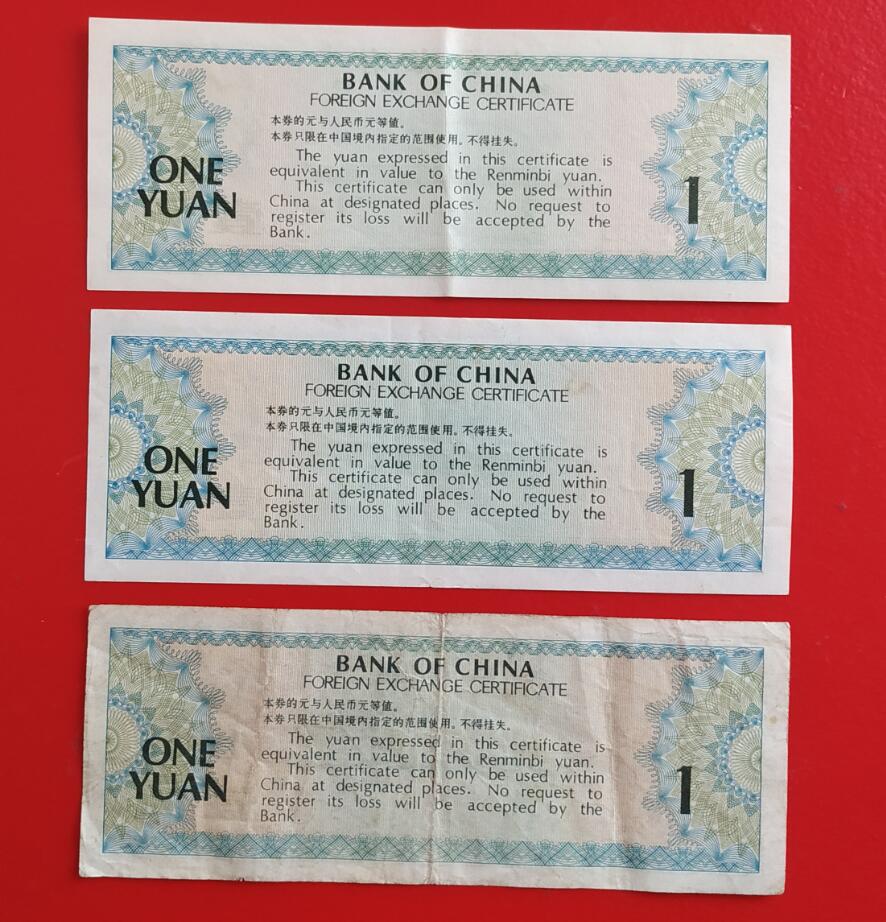 BANK OF CHINA
FOREIGN EXCHANGE CERTIFICATE
本券的元与人民币元等值。
本券只限在中国境内指定的范围使用。不得挂失。
The yuan expressed in this certificate is
equivalent in value to the Renminbi yuan.
This certificate can only be used within
China at designated places. No request to
register its loss will be accepted by the
Bank.
ONE
YUAN
1
BANK OF CHINA
FOREIGN EXCHANGE CERTIFICATE
本券的元与人民币元等值。
本券只限在中国境内指定的范围使用。不得挂失。
The yuan expressed in this certificate is
equivalent in value to the Renminbi yuan.
This certificate can only be used within
China at designated places. No request to
register its loss will be accepted by the
Bank.
ONE
YUAN
1
BANK OF CHINA
FOREIGN EXCHANGE CERTIFICATE
本券的元与人民币元等值。
本券只限在中国境内指定的范围使用。不得挂失。
The yuan expressed in this certificate is
equivalent in value to the Renminbi yuan.
This certificate can only be used within
China at designated places. No request to
register its loss will be accepted by the
Bank.
ONE
YUAN
1